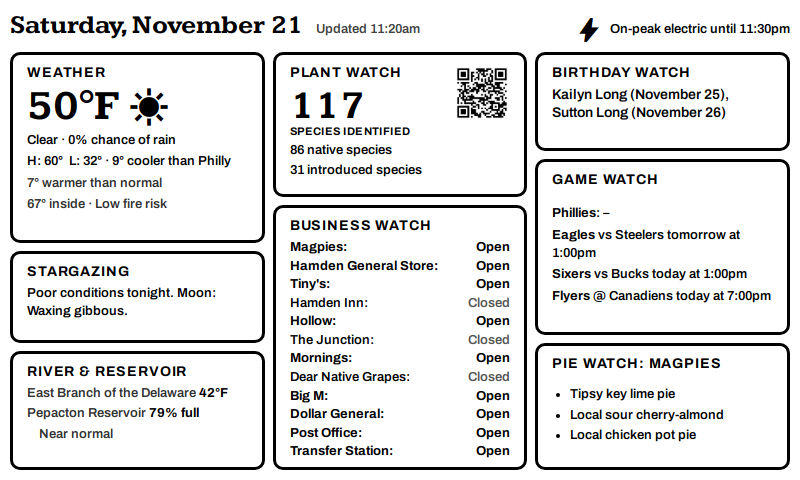 Saturday, November 21
Updated 11:20am
On-peak electric until 11:30pm
WEATHER
50°F
Clear · 0% chance of rain
H: 60° L: 32° · 9° cooler than Philly
7° warmer than normal
67° inside · Low fire risk
STARGAZING
Poor conditions tonight. Moon:
Waxing gibbous.
RIVER & RESERVOIR
East Branch of the Delaware 42°F
Pepacton Reservoir 79% full
Near normal
PLANT WATCH
117
SPECIES IDENTIFIED
86 native species
31 introduced species
BUSINESS WATCH
Magpies: Open
Hamden General Store: Open
Tiny's: Open
Hamden Inn: Closed
Hollow: Open
The Junction: Closed
Mornings: Open
Dear Native Grapes: Closed
Big M: Open
Dollar General: Open
Post Office: Open
Transfer Station: Open
BIRTHDAY WATCH
Kailyn Long (November 25),
Sutton Long (November 26)
GAME WATCH
Phillies: –
Eagles vs Steelers tomorrow at
1:00pm
Sixers vs Bucks today at 1:00pm
Flyers @ Canadiens today at 7:00pm
PIE WATCH: MAGPIES
• Tipsy key lime pie
• Local sour cherry-almond
• Local chicken pot pie